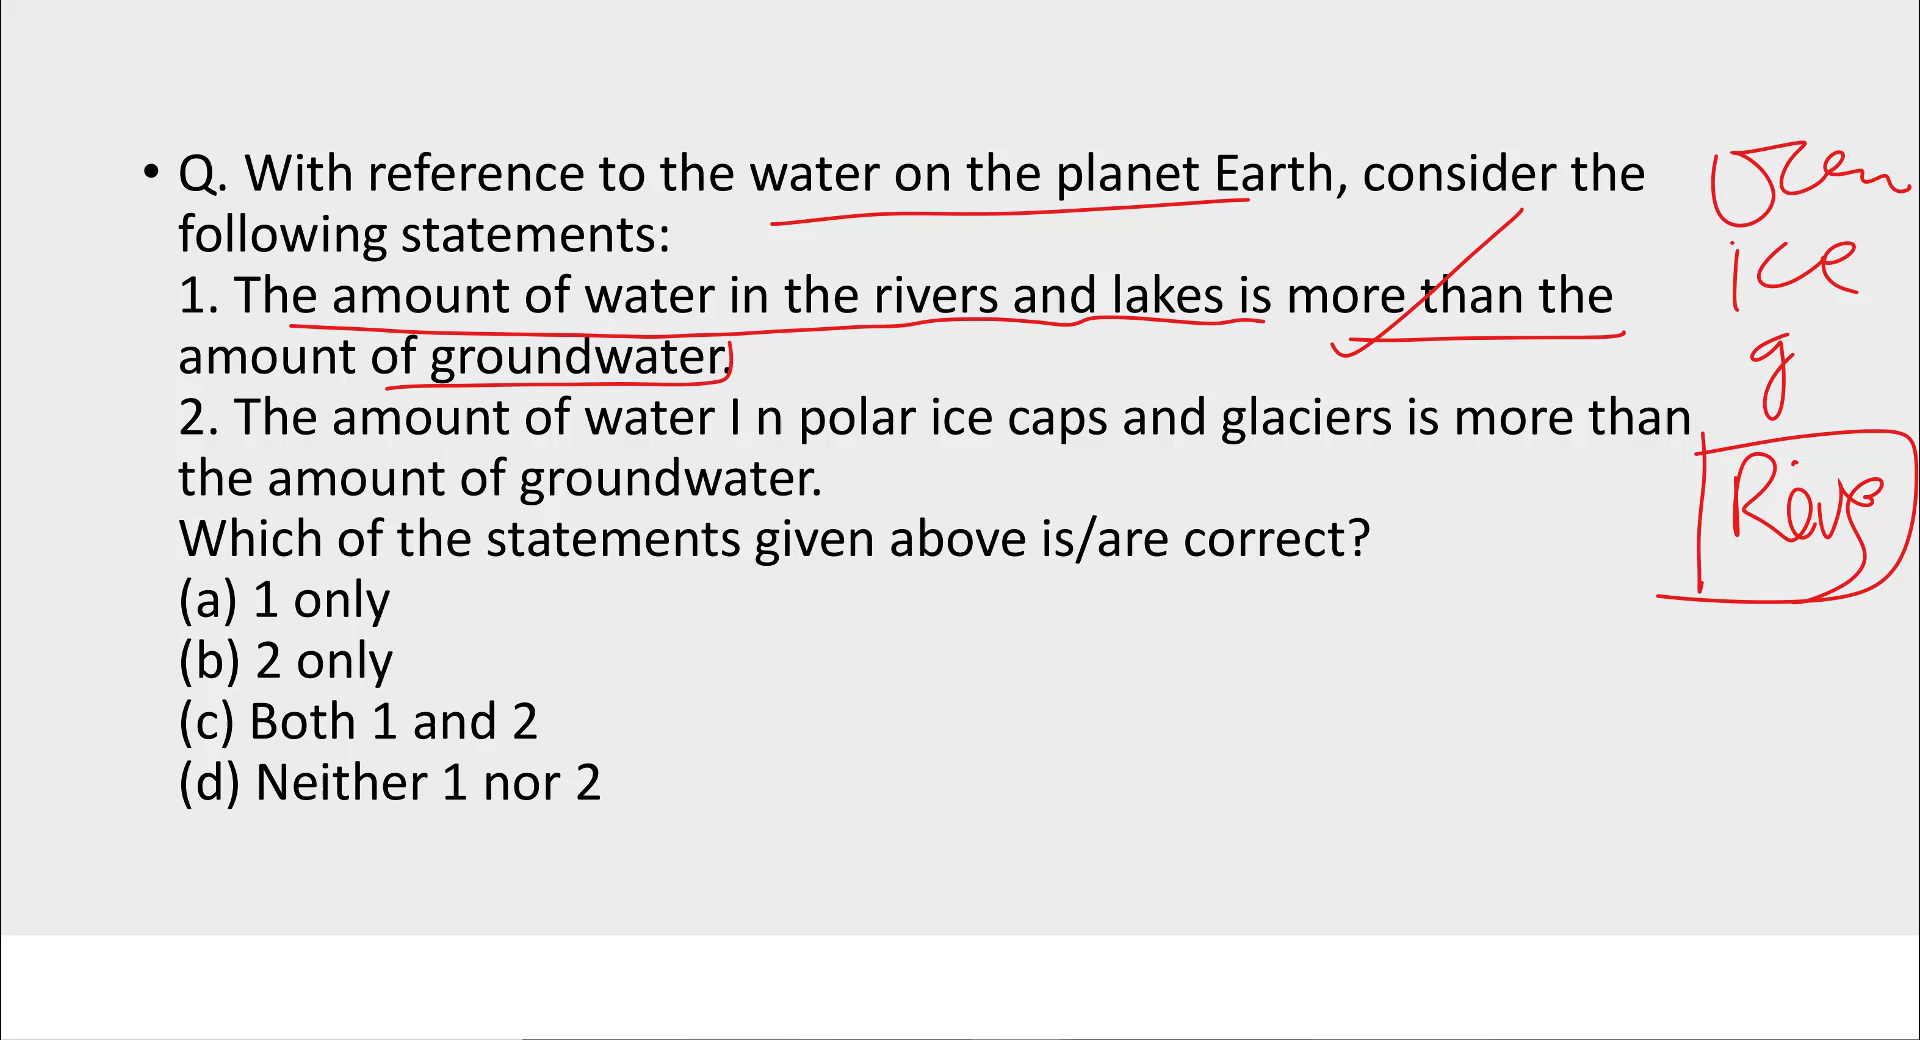 • Q. With reference to the water on the planet Earth, consider the
following statements:
1. The amount of water in the rivers and lakes is more than the
amount of groundwater.
2. The amount of water I n polar ice caps and glaciers is more than
the amount of groundwater.
Which of the statements given above is/are correct?
(a) 1 only
(b) 2 only
(c) Both 1 and 2
(d) Neither 1 nor 2
ice
g